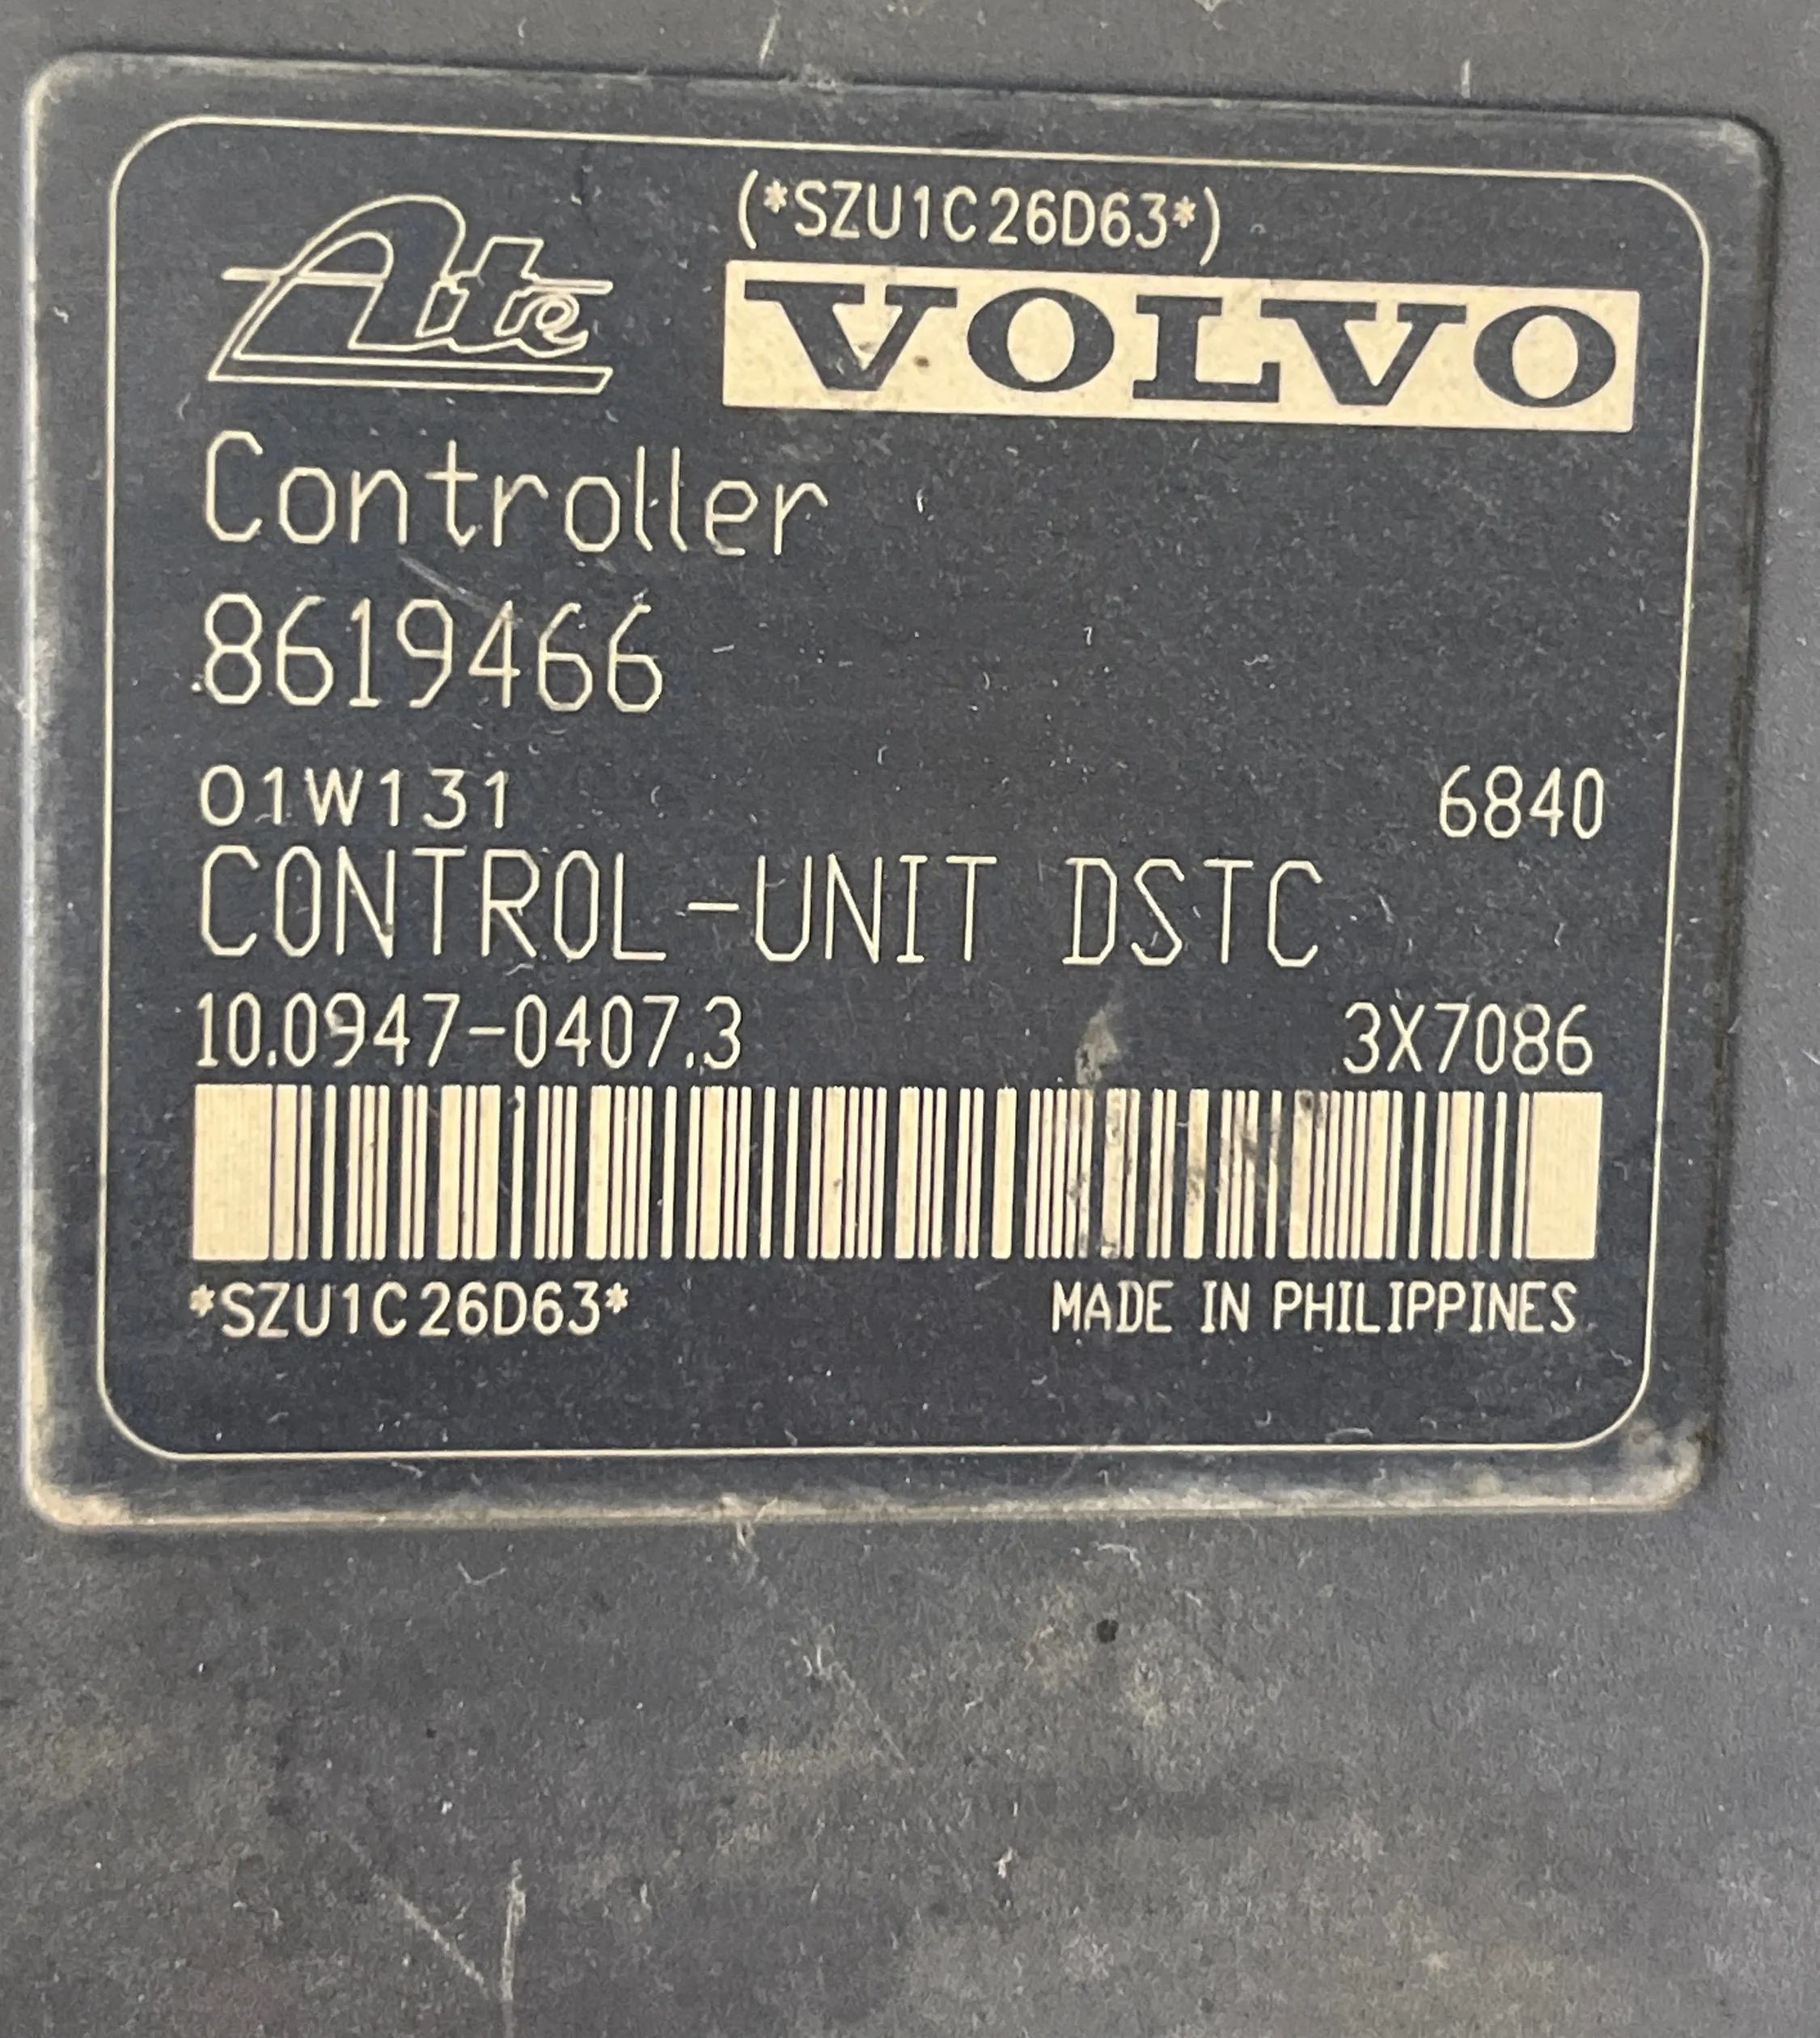 (*SZU1C26D63*)
Ate VOLVO
Controller
8619466
01W131 6840
CONTROL-UNIT DSTC
10.0947-0407.3 3X7086
*SZU1C26D63* MADE IN PHILIPPINES